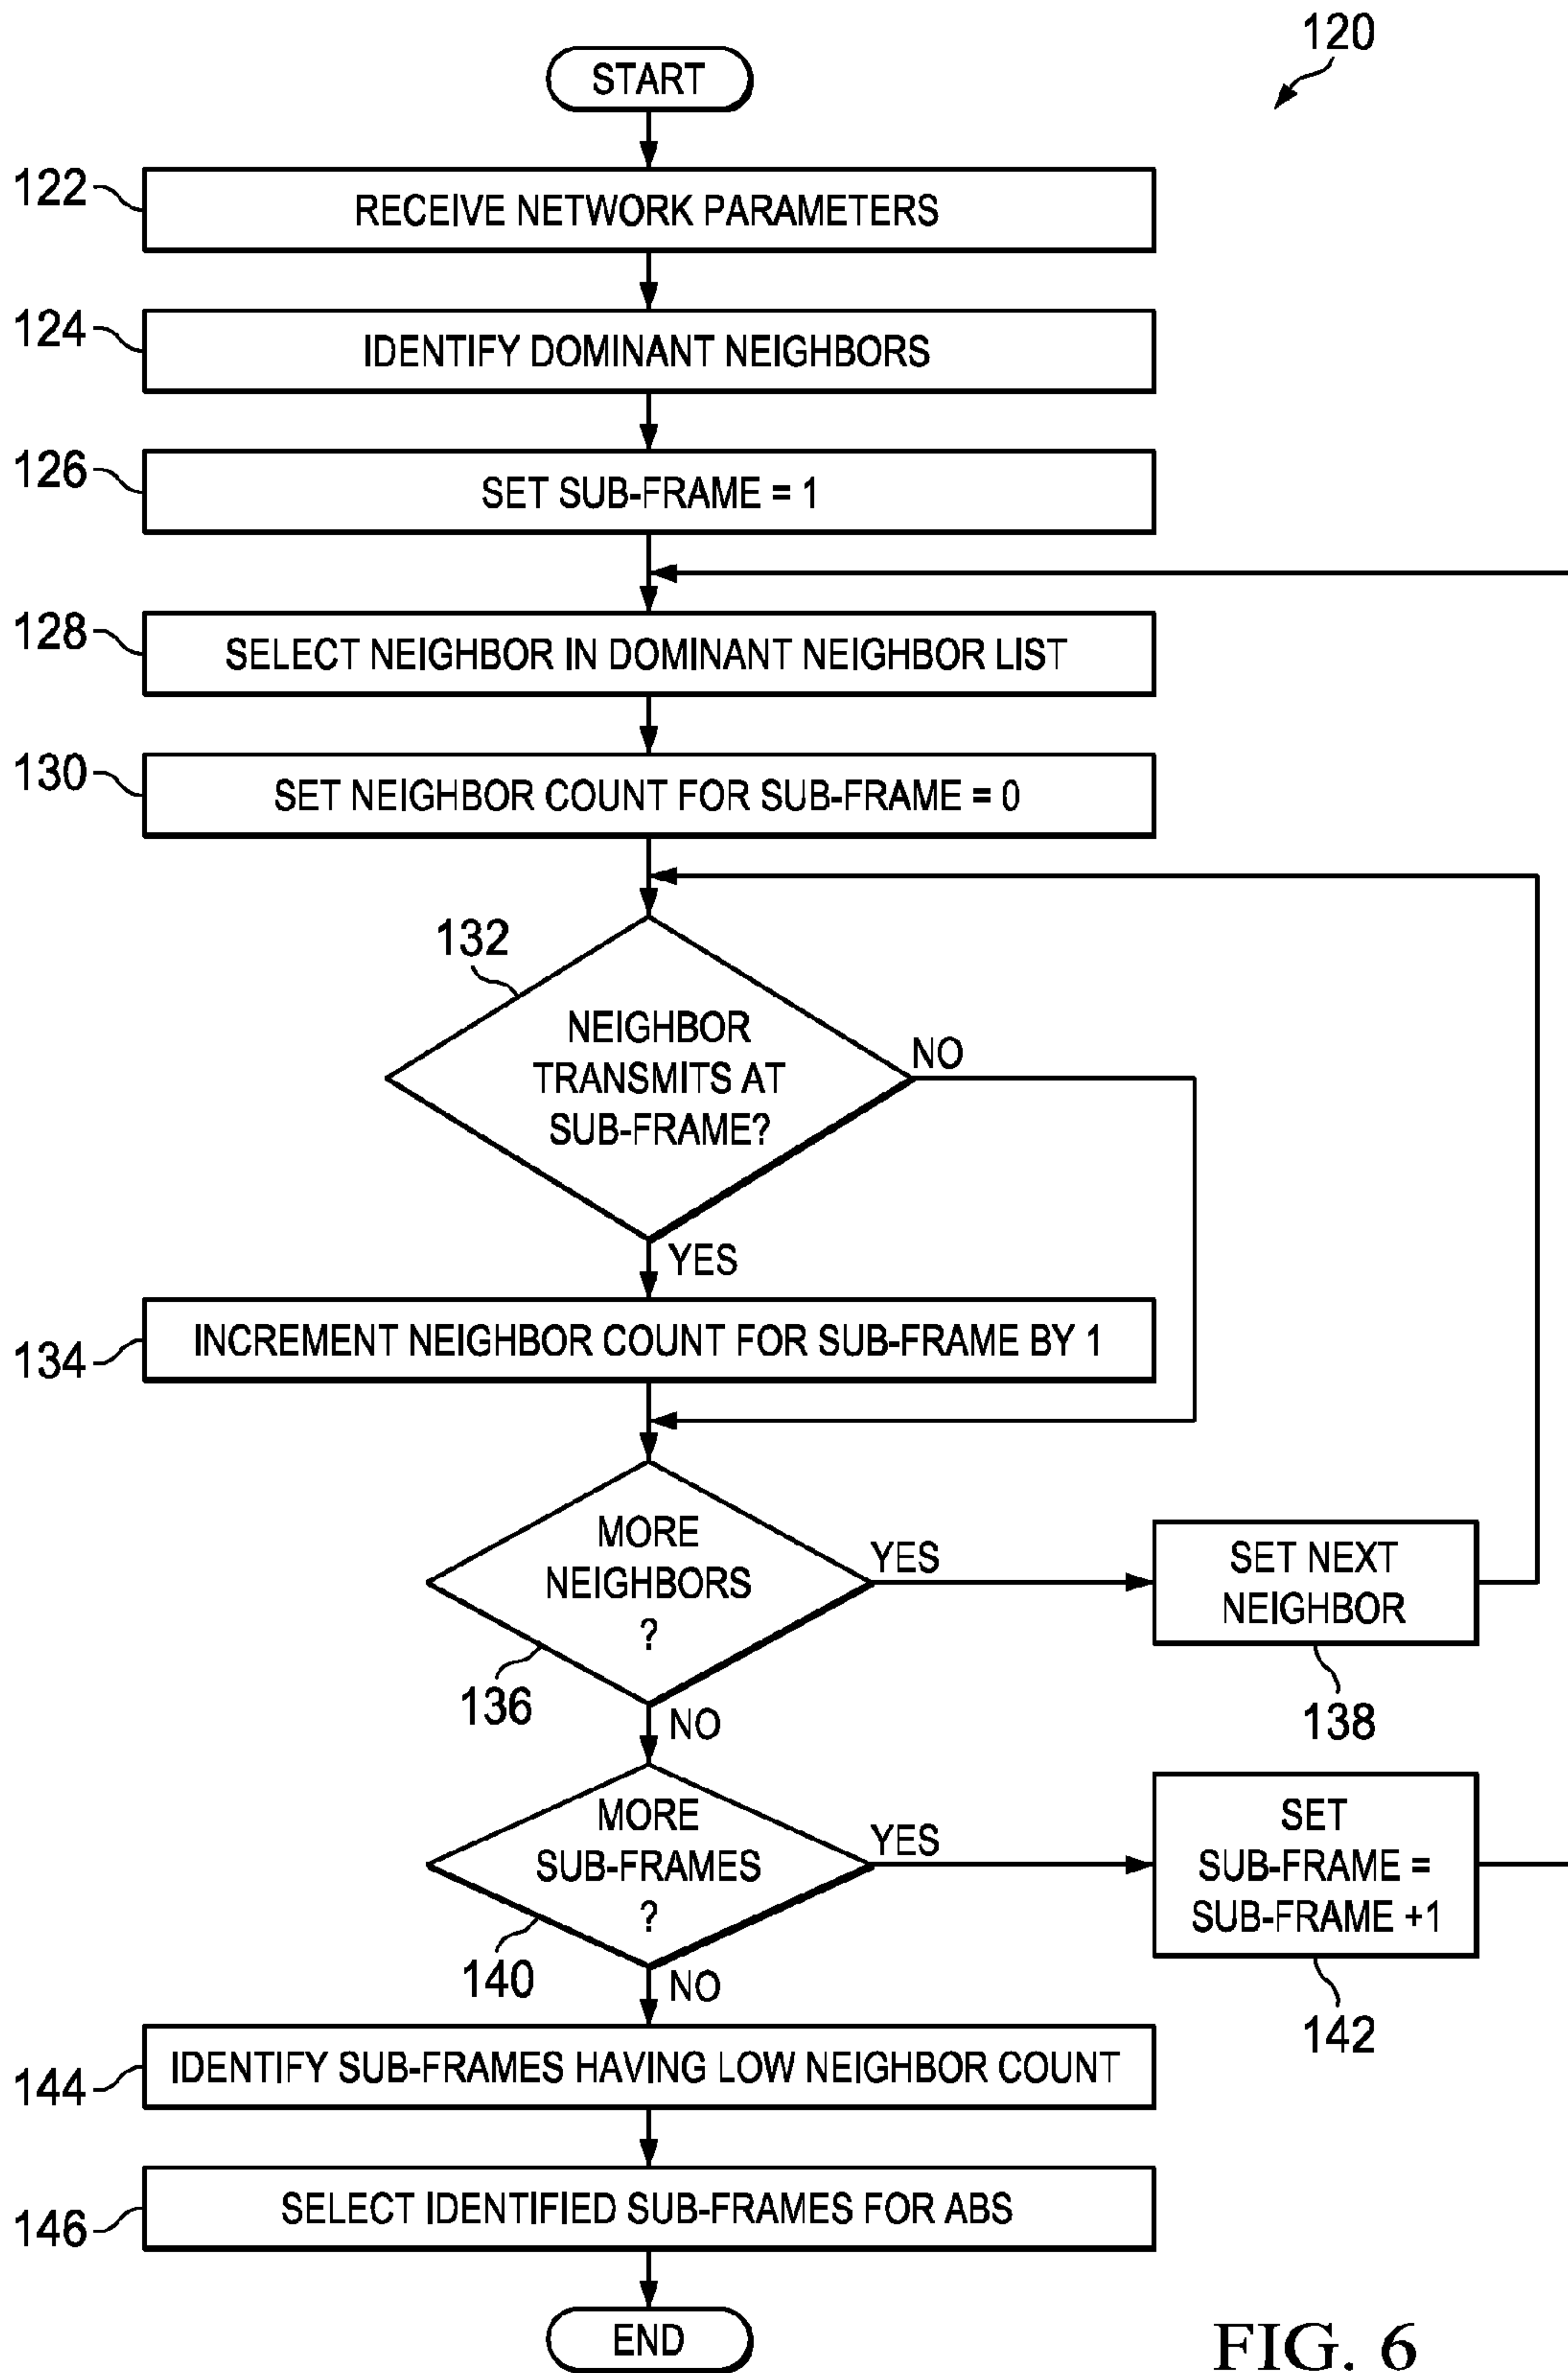 120
START
122
RECEIVE NETWORK PARAMETERS
124
IDENTIFY DOMINANT NEIGHBORS
126
SET SUB-FRAME = 1
128
SELECT NEIGHBOR IN DOMINANT NEIGHBOR LIST
130
SET NEIGHBOR COUNT FOR SUB-FRAME = 0
132
NEIGHBOR
TRANSMITS AT
SUB-FRAME?
NO
YES
134
INCREMENT NEIGHBOR COUNT FOR SUB-FRAME BY 1
MORE
NEIGHBORS
?
YES
136
NO
SET NEXT
NEIGHBOR
138
MORE
SUB-FRAMES
?
YES
140
NO
SET
SUB-FRAME =
SUB-FRAME +1
142
144
IDENTIFY SUB-FRAMES HAVING LOW NEIGHBOR COUNT
146
SELECT IDENTIFIED SUB-FRAMES FOR ABS
END
FIG. 6